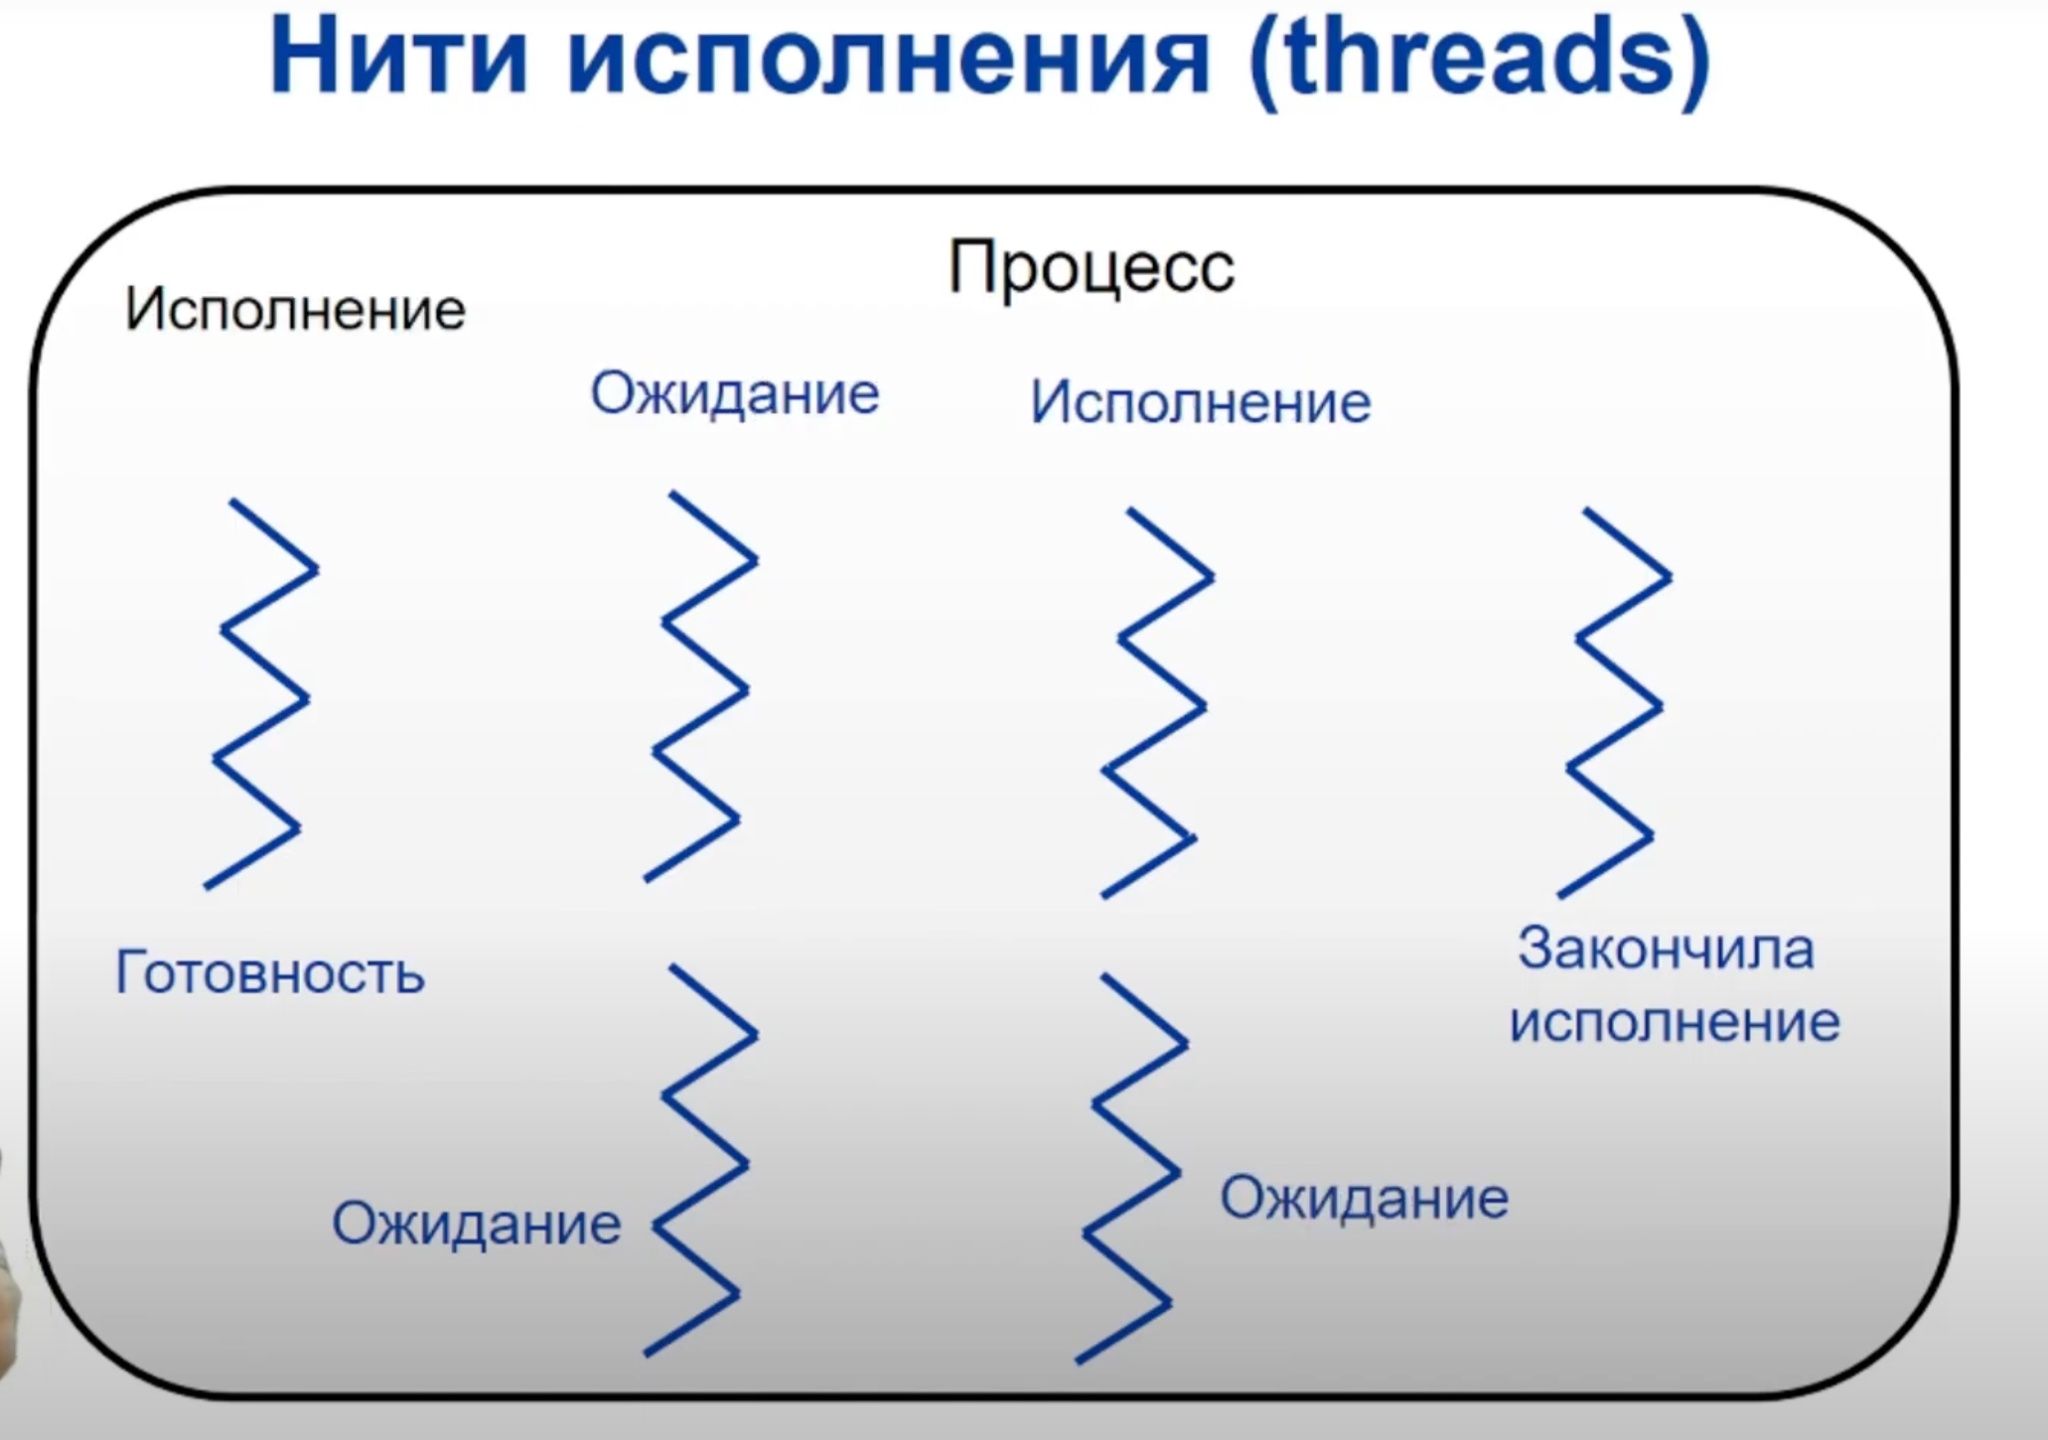 Нити исполнения (threads)
Процесс
Исполнение
Ожидание
Исполнение
Готовность
Закончила
исполнение
Ожидание
Ожидание